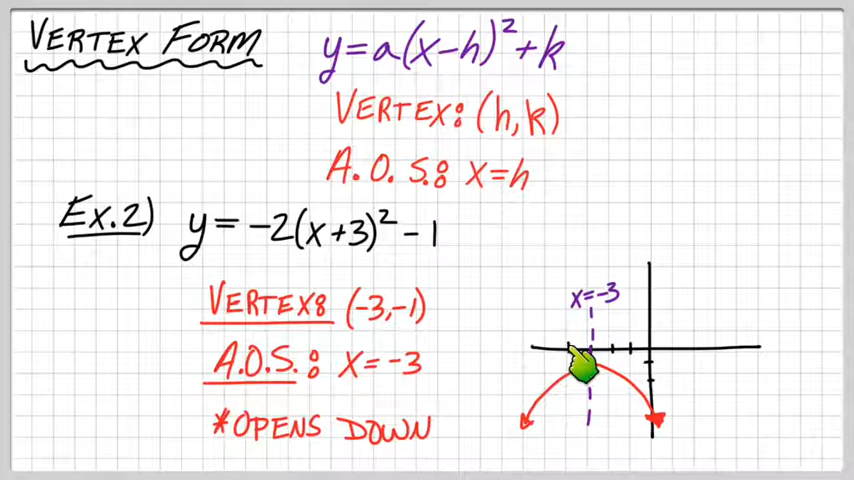 VERTEX FORM
y=a(x-h)²+k
VERTEX: (h,k)
A.O.S.: x=h
Ex.2) y=-2(x+3)²-1
VERTEX: (-3,-1)
A.O.S.: x=-3
*OPENS DOWN
x=-3